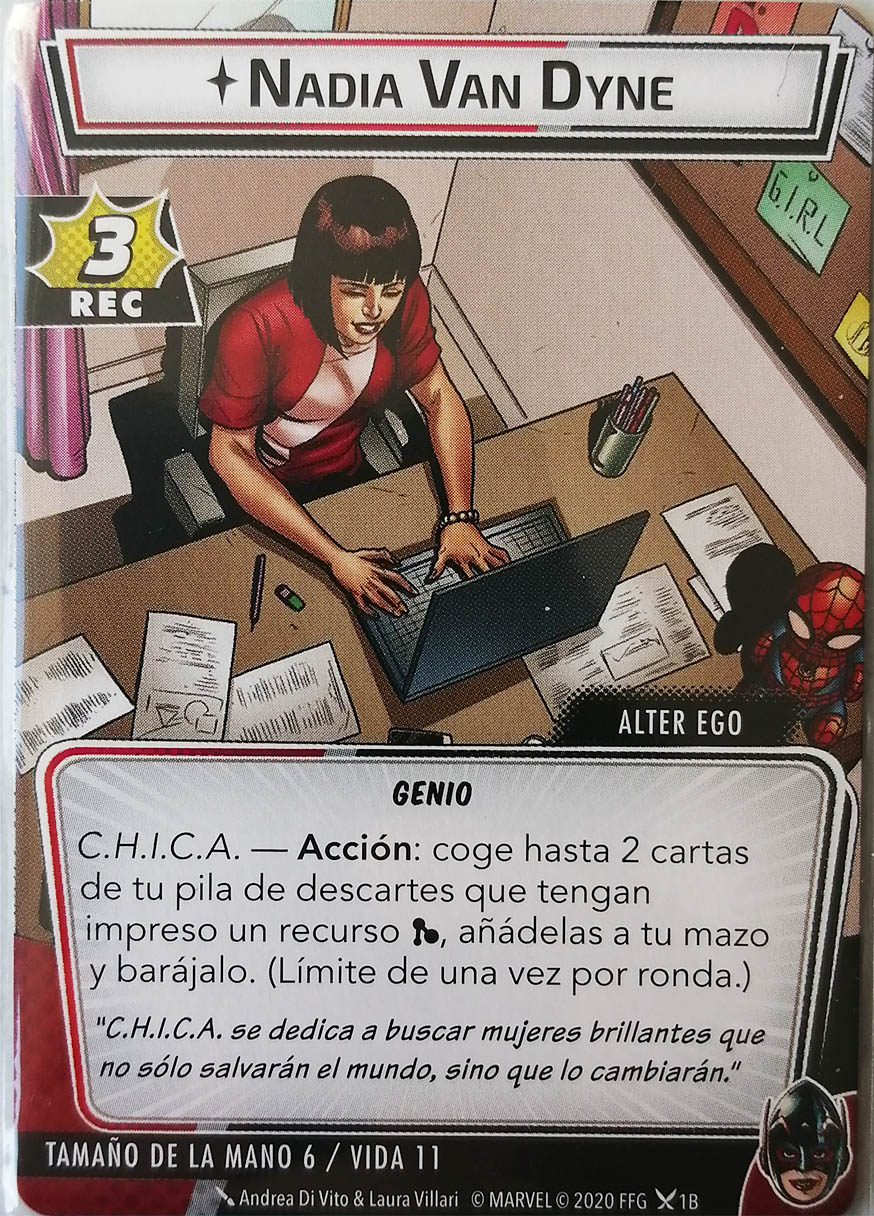 NADIA VAN DYNE
G.I.R.L
3
REC
ALTER EGO
GENIO
C.H.I.C.A. — Acción: coge hasta 2 cartas
de tu pila de descartes que tengan
impreso un recurso , añádelas a tu mazo
y barájalo. (Límite de una vez por ronda.)
"C.H.I.C.A. se dedica a buscar mujeres brillantes que
no sólo salvarán el mundo, sino que lo cambiarán."
TAMAÑO DE LA MANO 6 / VIDA 11
Andrea Di Vito & Laura Villari © MARVEL © 2020 FFG 1B